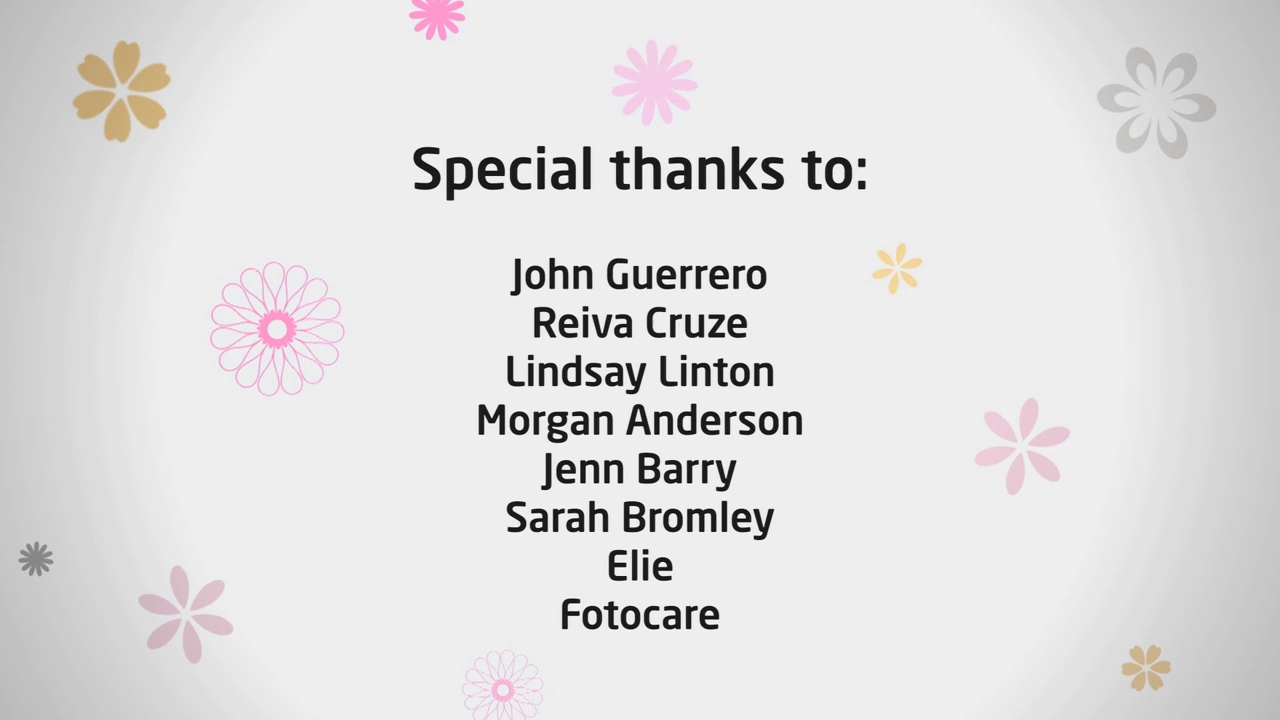 Special thanks to:
John Guerrero
Reiva Cruze
Lindsay Linton
Morgan Anderson
Jenn Barry
Sarah Bromley
Elie
Fotocare